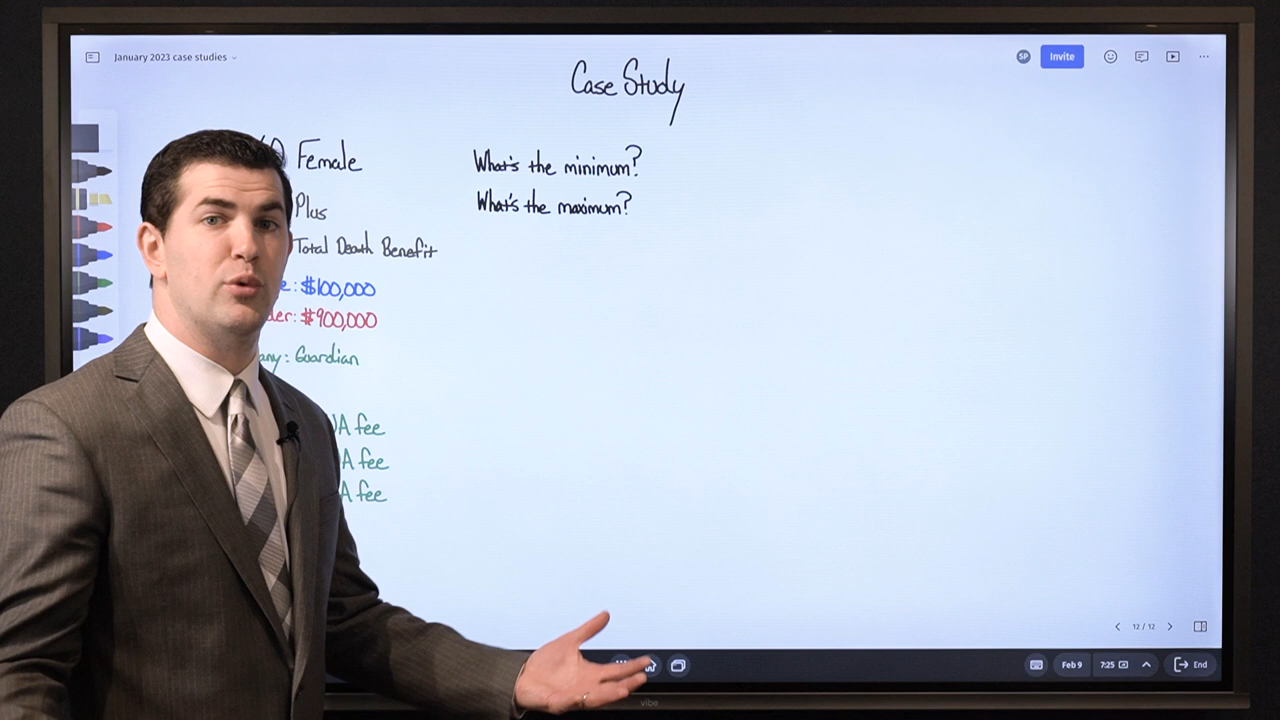 January 2023 case studies
SP
Invite
Case Study
Female
What's the minimum?
Plus
What's the maximum?
Total Death Benefit
$100,000
$900,000
Guardian
fee
fee
fee
12 / 12
Feb 9
7:25
End
vibe